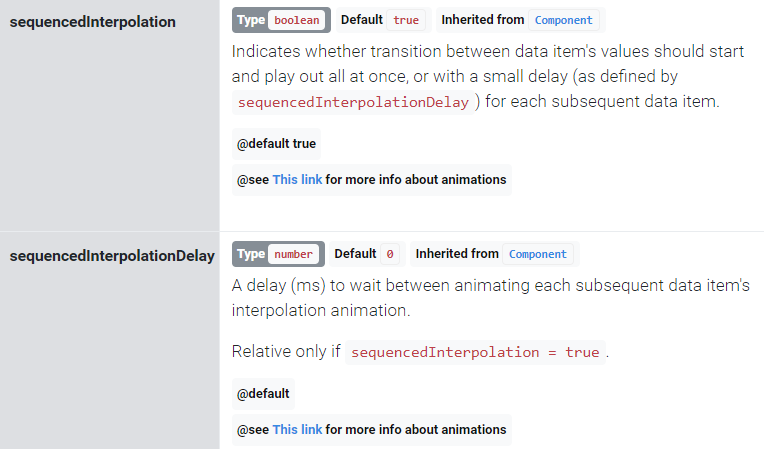 sequencedInterpolation
Type boolean Default true Inherited from Component
Indicates whether transition between data item's values should start
and play out all at once, or with a small delay (as defined by
sequencedInterpolationDelay ) for each subsequent data item.
@default true
@see This link for more info about animations
sequencedInterpolationDelay
Type number Default 0 Inherited from Component
A delay (ms) to wait between animating each subsequent data item's
interpolation animation.
Relative only if sequencedInterpolation = true .
@default
@see This link for more info about animations